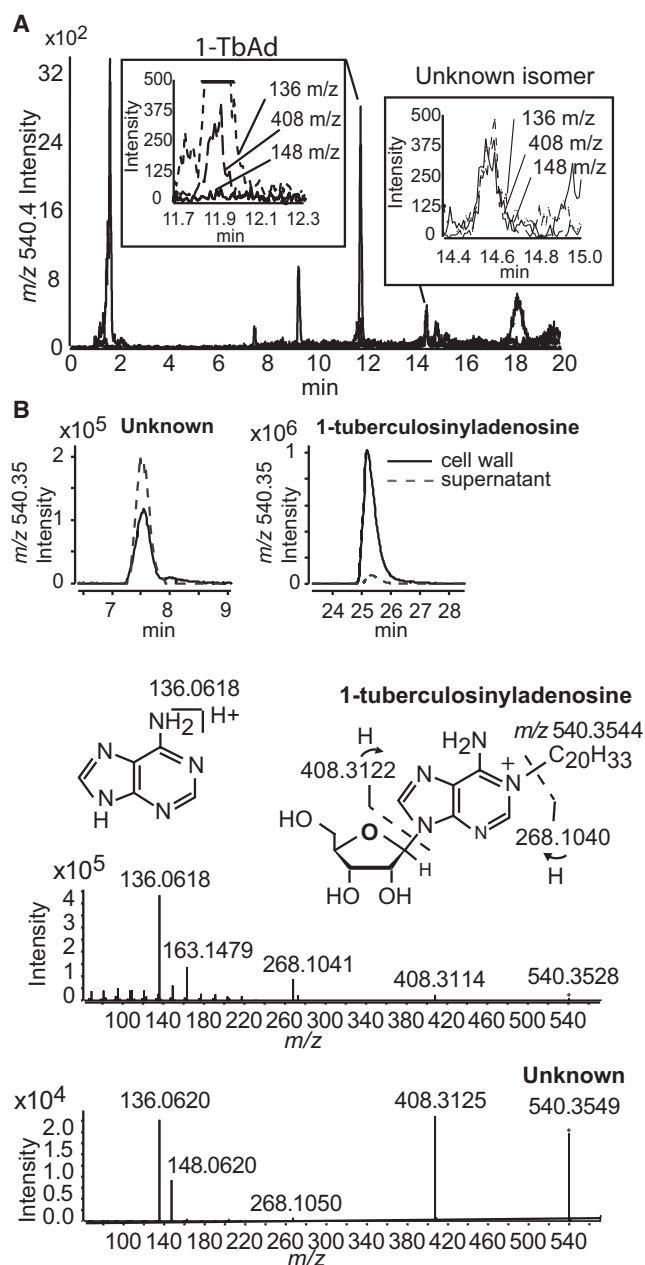 A
x10²
1-TbAd
Unknown isomer
m/z 540.4 Intensity
32
24
16
8
0
0 2 4 6 8 10 12 14 16 18 20
min
Intensity
500
375
250
125
0
136 m/z
408 m/z
148 m/z
11.7 11.9 12.1 12.3
min
Intensity
500
375
250
125
0
136 m/z
408 m/z
148 m/z
14.4 14.6 14.8 15.0
min
B
x10⁵ Unknown
m/z 540.35
Intensity
2
1
0
7 8 9
min
1-tuberculosinyladenosine
x10⁶
m/z 540.35
Intensity
1
0
cell wall
supernatant
24 25 26 27 28
min
136.0618
NH₂
H+
N
N
N
N
H
1-tuberculosinyladenosine
m/z 540.3544
H
408.3122
H₂N
+
N
C₂₀H₃₃
N
N
N
268.1040
H
HO
O
H
HO OH
x10⁵
Intensity
4
3
2
1
0
136.0618
163.1479
268.1041
408.3114
540.3528
100 140 180 220 260 300 340 380 420 460 500 540
m/z
Unknown
x10⁴
Intensity
2.0
1.5
1.0
0.5
0.0
136.0620
148.0620
268.1050
408.3125
540.3549
100 140 180 220 260 300 340 380 420 460 500 540
m/z